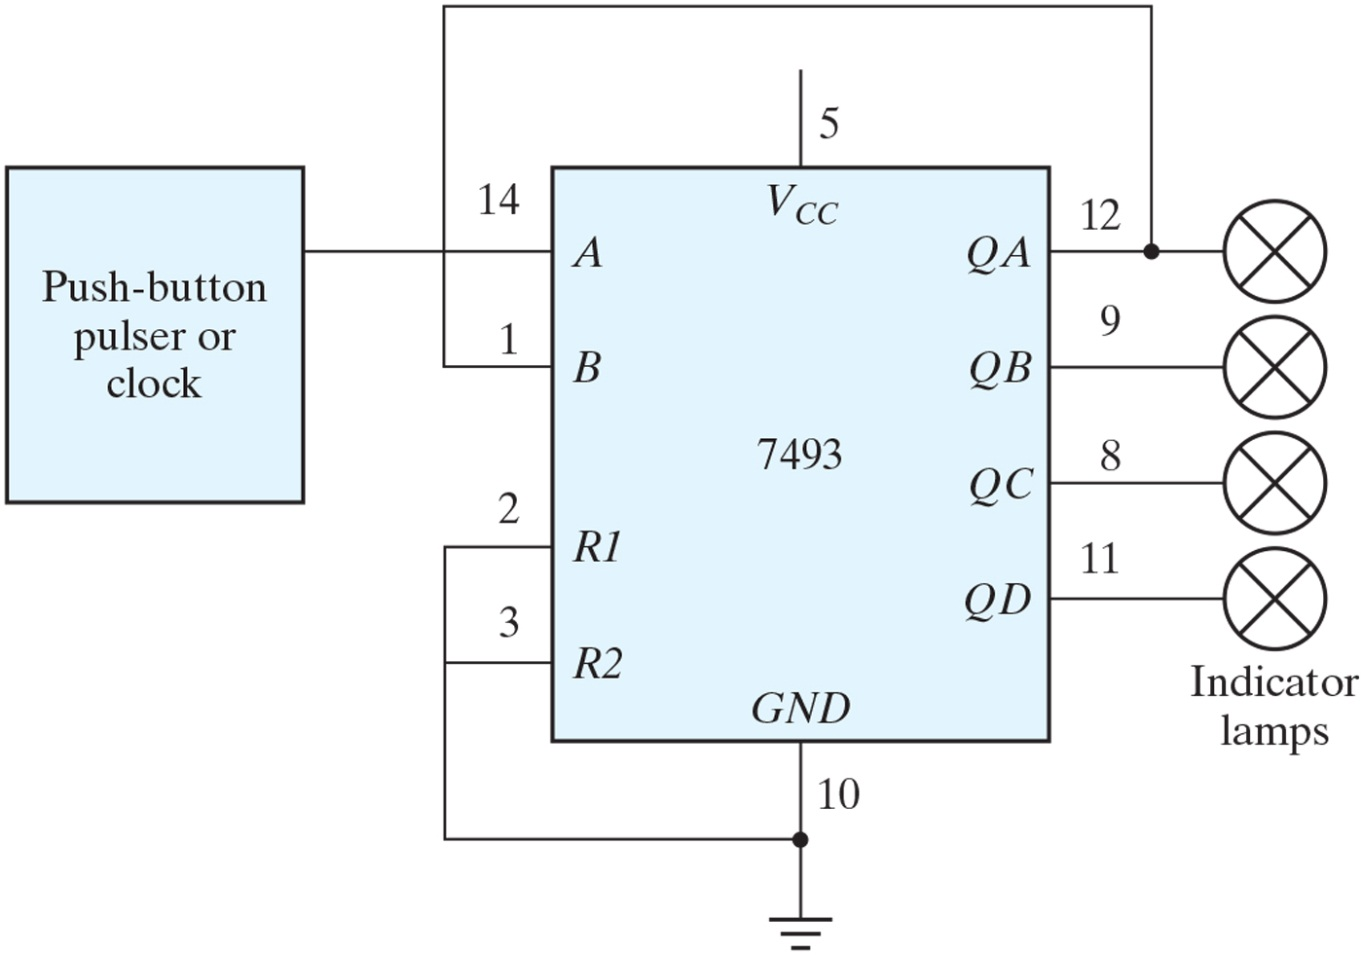 5
14
V_CC
12
A
QA
Push-button
pulser or
clock
9
1
B
QB
7493
8
QC
2
R1
11
QD
3
R2
Indicator
lamps
GND
10